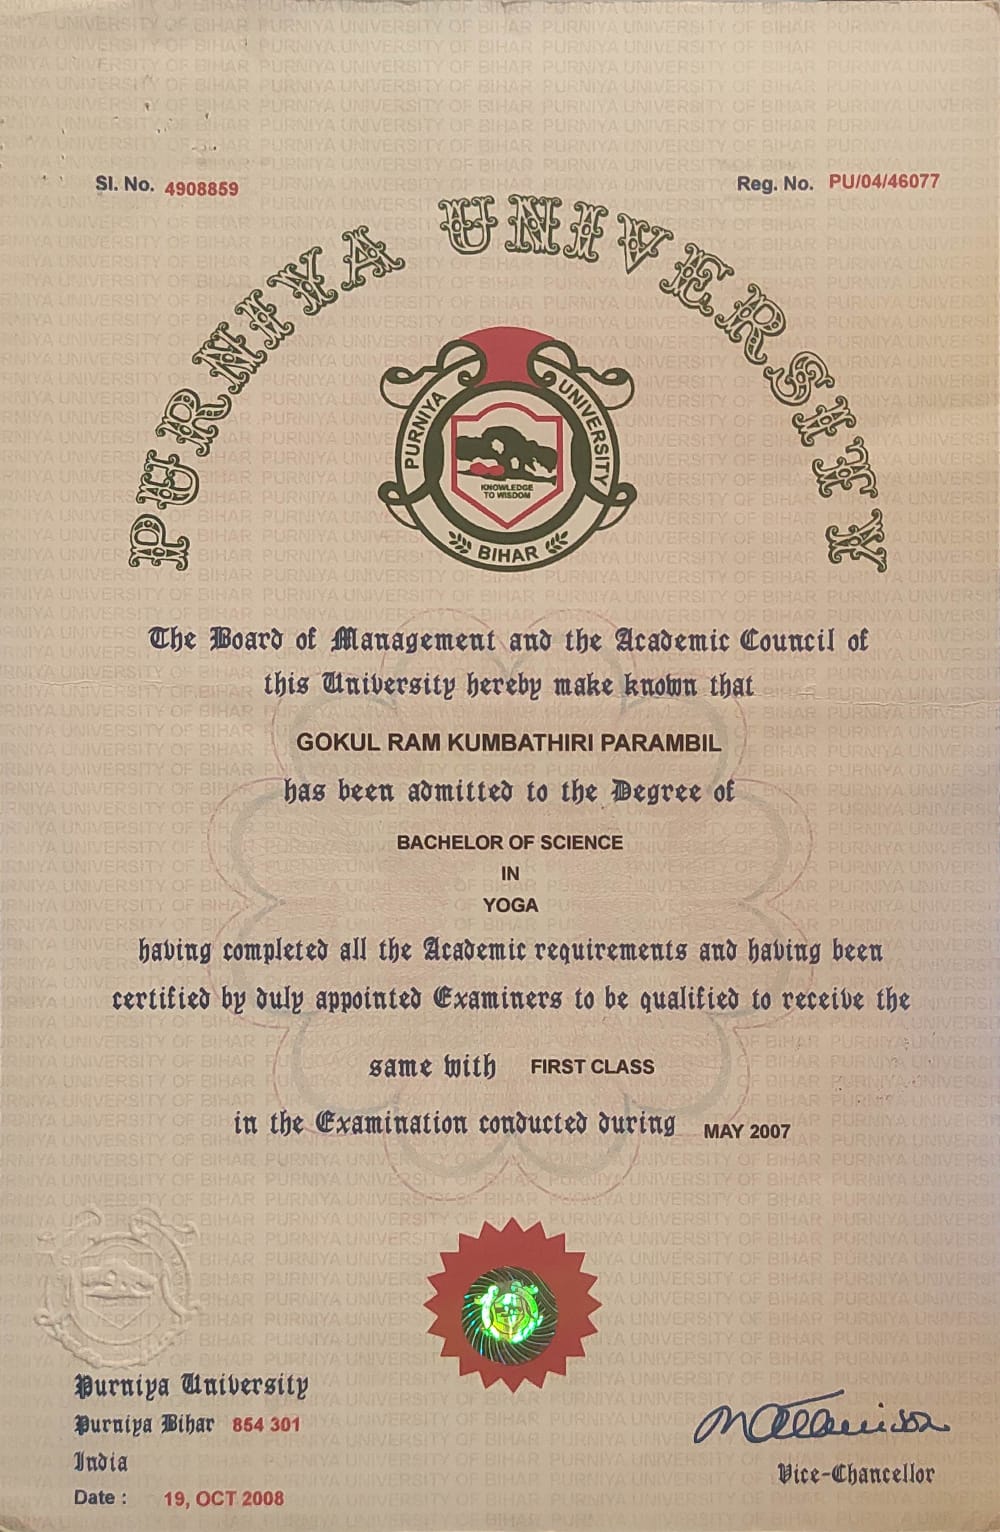 Sl. No. 4908859
Reg. No. PU/04/46077
PURNIYA UNIVERSITY
PURNIYA UNIVERSITY
KNOWLEDGE
TO WISDOM
BIHAR
The Board of Management and the Academic Council of
this University hereby make known that
GOKUL RAM KUMBATHIRI PARAMBIL
has been admitted to the Degree of
BACHELOR OF SCIENCE
IN
YOGA
having completed all the Academic requirements and having been
certified by duly appointed Examiners to be qualified to receive the
same with FIRST CLASS
in the Examination conducted during MAY 2007
Purniya University
Purniya Bihar 854 301
India
Date : 19, OCT 2008
Vice-Chancellor